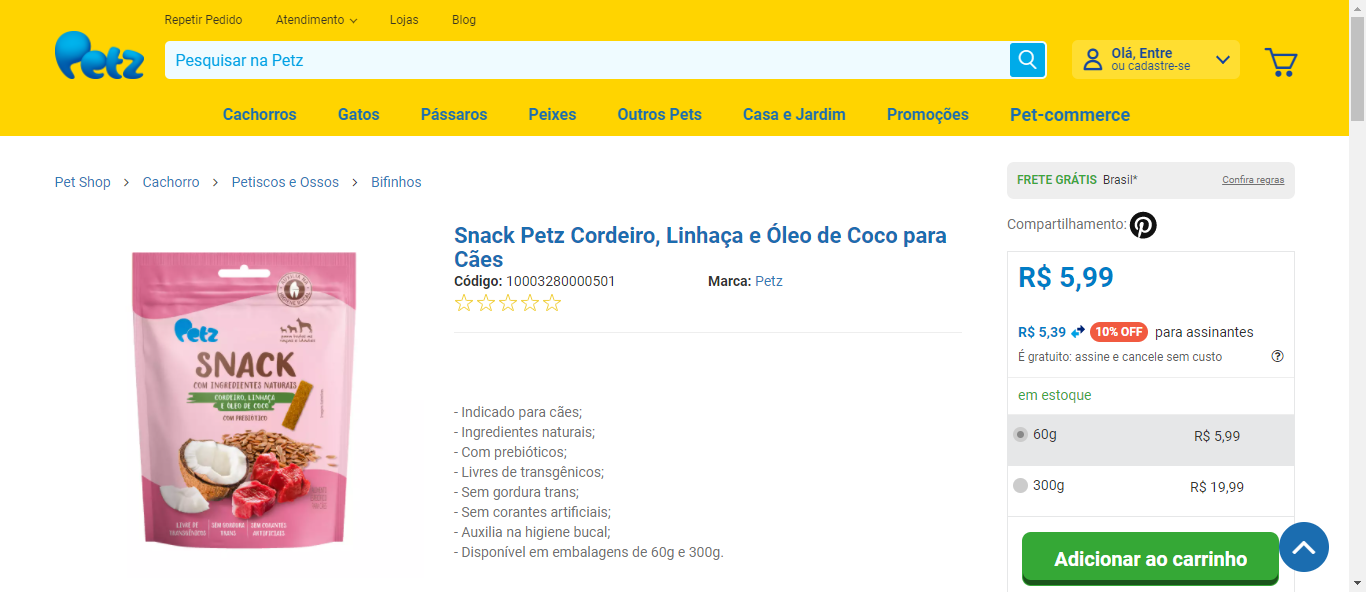 Repetir Pedido
Atendimento
Lojas
Blog
Petz
Pesquisar na Petz
Olá, Entre
ou cadastre-se
Cachorros
Gatos
Pássaros
Peixes
Outros Pets
Casa e Jardim
Promoções
Pet-commerce
Pet Shop
Cachorro
Petiscos e Ossos
Bifinhos
FRETE GRÁTIS Brasil*
Confira regras
Compartilhamento:
Petz
SNACK
COM INGREDIENTES NATURAIS
CORDEIRO, LINHAÇA
E ÓLEO DE COCO
COM PREBIÓTICO
LIVRE DE
TRANSGÊNICOS
SEM GORDURA
TRANS
SEM CORANTES
ARTIFICIAIS
Snack Petz Cordeiro, Linhaça e Óleo de Coco para
Cães
Código: 10003280000501
Marca: Petz
- Indicado para cães;
- Ingredientes naturais;
- Com prebióticos;
- Livres de transgênicos;
- Sem gordura trans;
- Sem corantes artificiais;
- Auxilia na higiene bucal;
- Disponível em embalagens de 60g e 300g.
R$ 5,99
R$ 5,39 10% OFF para assinantes
É gratuito: assine e cancele sem custo
em estoque
60g R$ 5,99
300g R$ 19,99
Adicionar ao carrinho